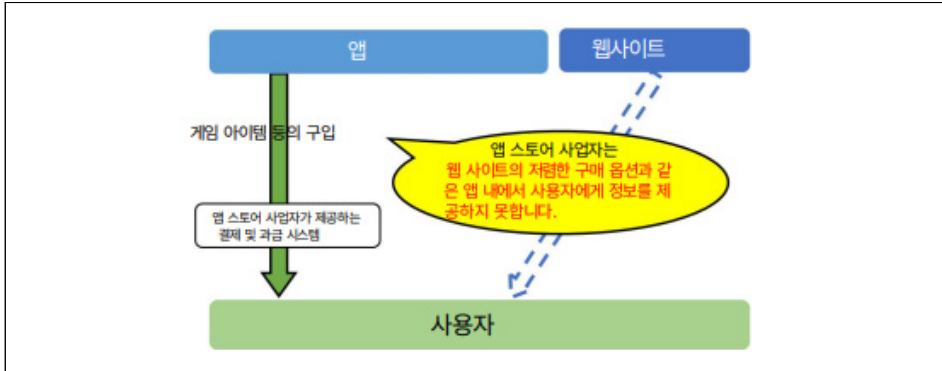 앱
웹사이트
게임 아이템 등의 구입
앱 스토어 사업자는
웹 사이트의 저렴한 구매 옵션과 같
은 앱 내에서 사용자에게 정보를 제
공하지 못합니다.
앱 스토어 사업자가 제공하는
결제 및 과금 시스템
사용자